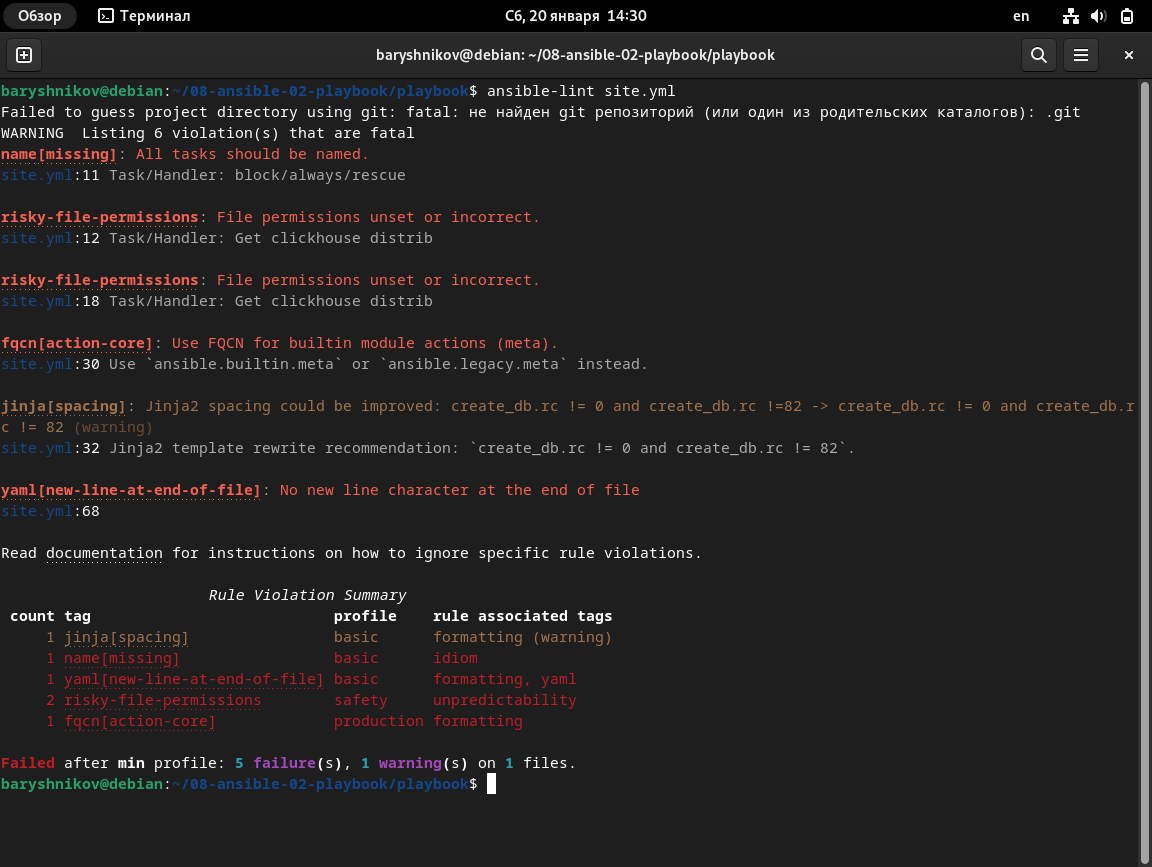 Обзор
Терминал
Сб, 20 января 14:30
en
baryshnikov@debian: ~/08-ansible-02-playbook/playbook
baryshnikov@debian:~/08-ansible-02-playbook/playbook$ ansible-lint site.yml
Failed to guess project directory using git: fatal: не найден git репозиторий (или один из родительских каталогов): .git
WARNING  Listing 6 violation(s) that are fatal
name[missing]: All tasks should be named.
site.yml:11 Task/Handler: block/always/rescue
risky-file-permissions: File permissions unset or incorrect.
site.yml:12 Task/Handler: Get clickhouse distrib
risky-file-permissions: File permissions unset or incorrect.
site.yml:18 Task/Handler: Get clickhouse distrib
fqcn[action-core]: Use FQCN for builtin module actions (meta).
site.yml:30 Use `ansible.builtin.meta` or `ansible.legacy.meta` instead.
jinja[spacing]: Jinja2 spacing could be improved: create_db.rc != 0 and create_db.rc !=82 -> create_db.rc != 0 and create_db.r
c != 82 (warning)
site.yml:32 Jinja2 template rewrite recommendation: `create_db.rc != 0 and create_db.rc != 82`.
yaml[new-line-at-end-of-file]: No new line character at the end of file
site.yml:68
Read documentation for instructions on how to ignore specific rule violations.
Rule Violation Summary
count tag profile rule associated tags
1 jinja[spacing] basic formatting (warning)
1 name[missing] basic idiom
1 yaml[new-line-at-end-of-file] basic formatting, yaml
2 risky-file-permissions safety unpredictability
1 fqcn[action-core] production formatting
Failed after min profile: 5 failure(s), 1 warning(s) on 1 files.
baryshnikov@debian:~/08-ansible-02-playbook/playbook$